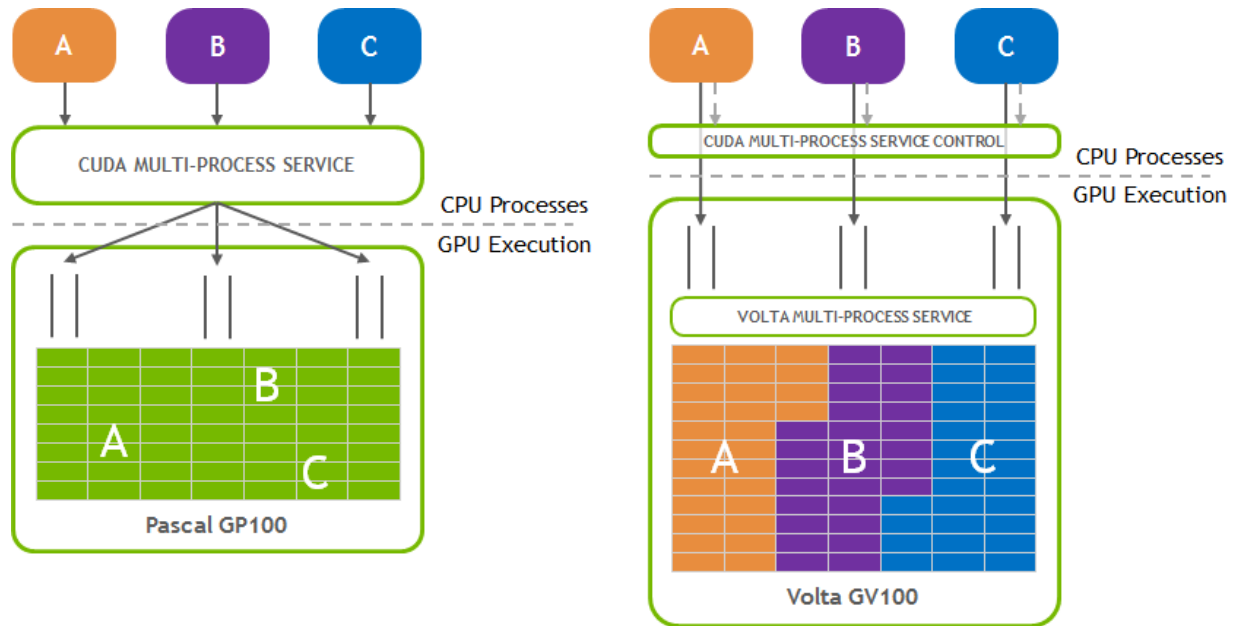 A
B
C
CUDA MULTI-PROCESS SERVICE
CPU Processes
GPU Execution
B
A
C
Pascal GP100
A
B
C
CUDA MULTI-PROCESS SERVICE CONTROL
CPU Processes
GPU Execution
VOLTA MULTI-PROCESS SERVICE
A
B
C
Volta GV100